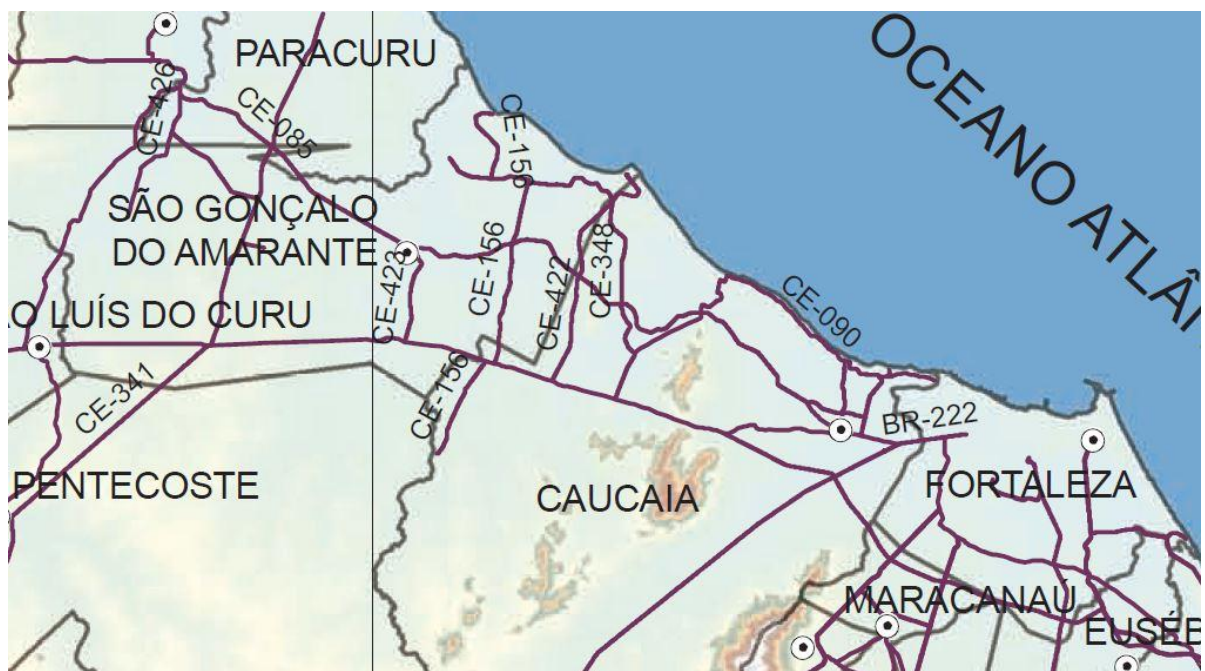 PARACURU
OCEANO ATLÂN
CE-426
CE-085
CE-156
SÃO GONÇALO
DO AMARANTE
CE-423
CE-156
CE-422
CE-348
O LUÍS DO CURU
CE-090
CE-341
CE-156
BR-222
PENTECOSTE
CAUCAIA
FORTALEZA
MARACANAÚ
EUSÉB